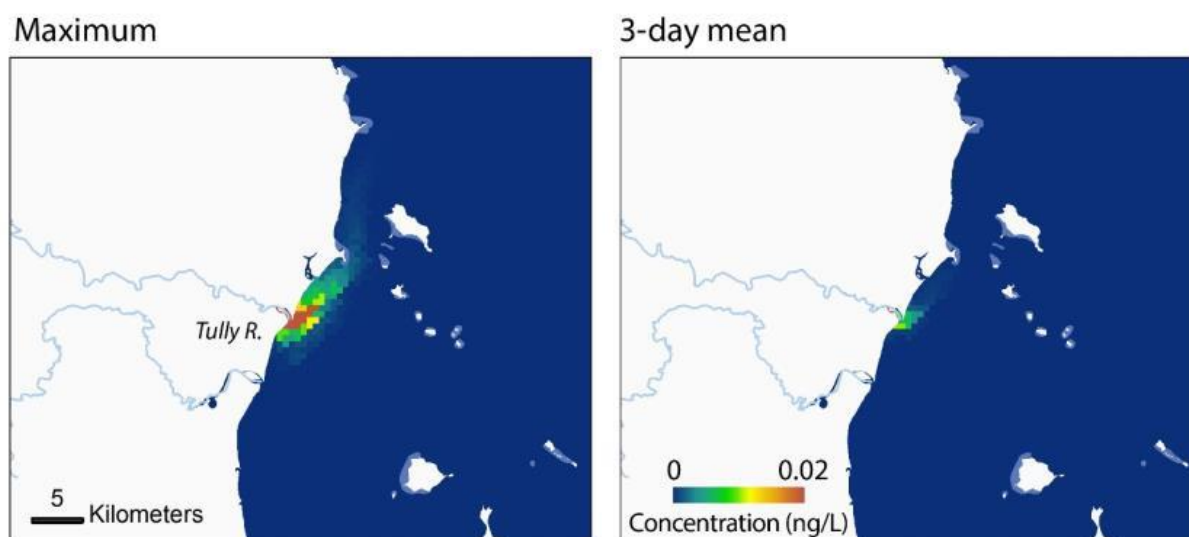 Maximum
3-day mean
Tully R.
5
Kilometers
0 0.02
Concentration (ng/L)